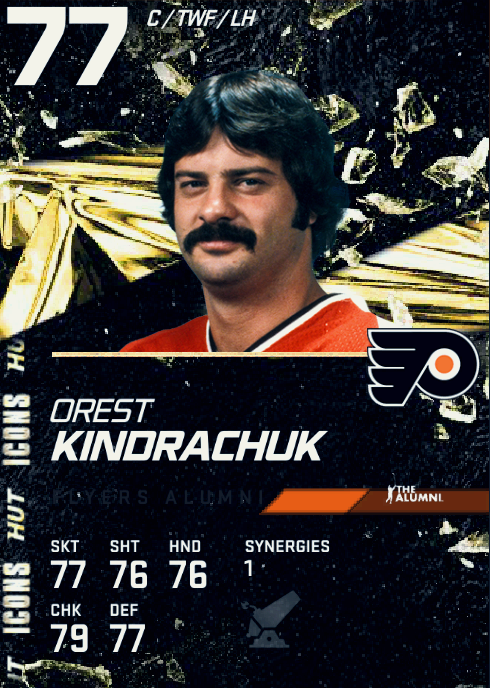 77
C / TWF / LH
OREST
KINDRACHUK
FLYERS ALUMNI
THE
ALUMNI
SKT SHT HND SYNERGIES
77 76 76 1
CHK DEF
79 77
HUT ICONS HUT ICONS HUT